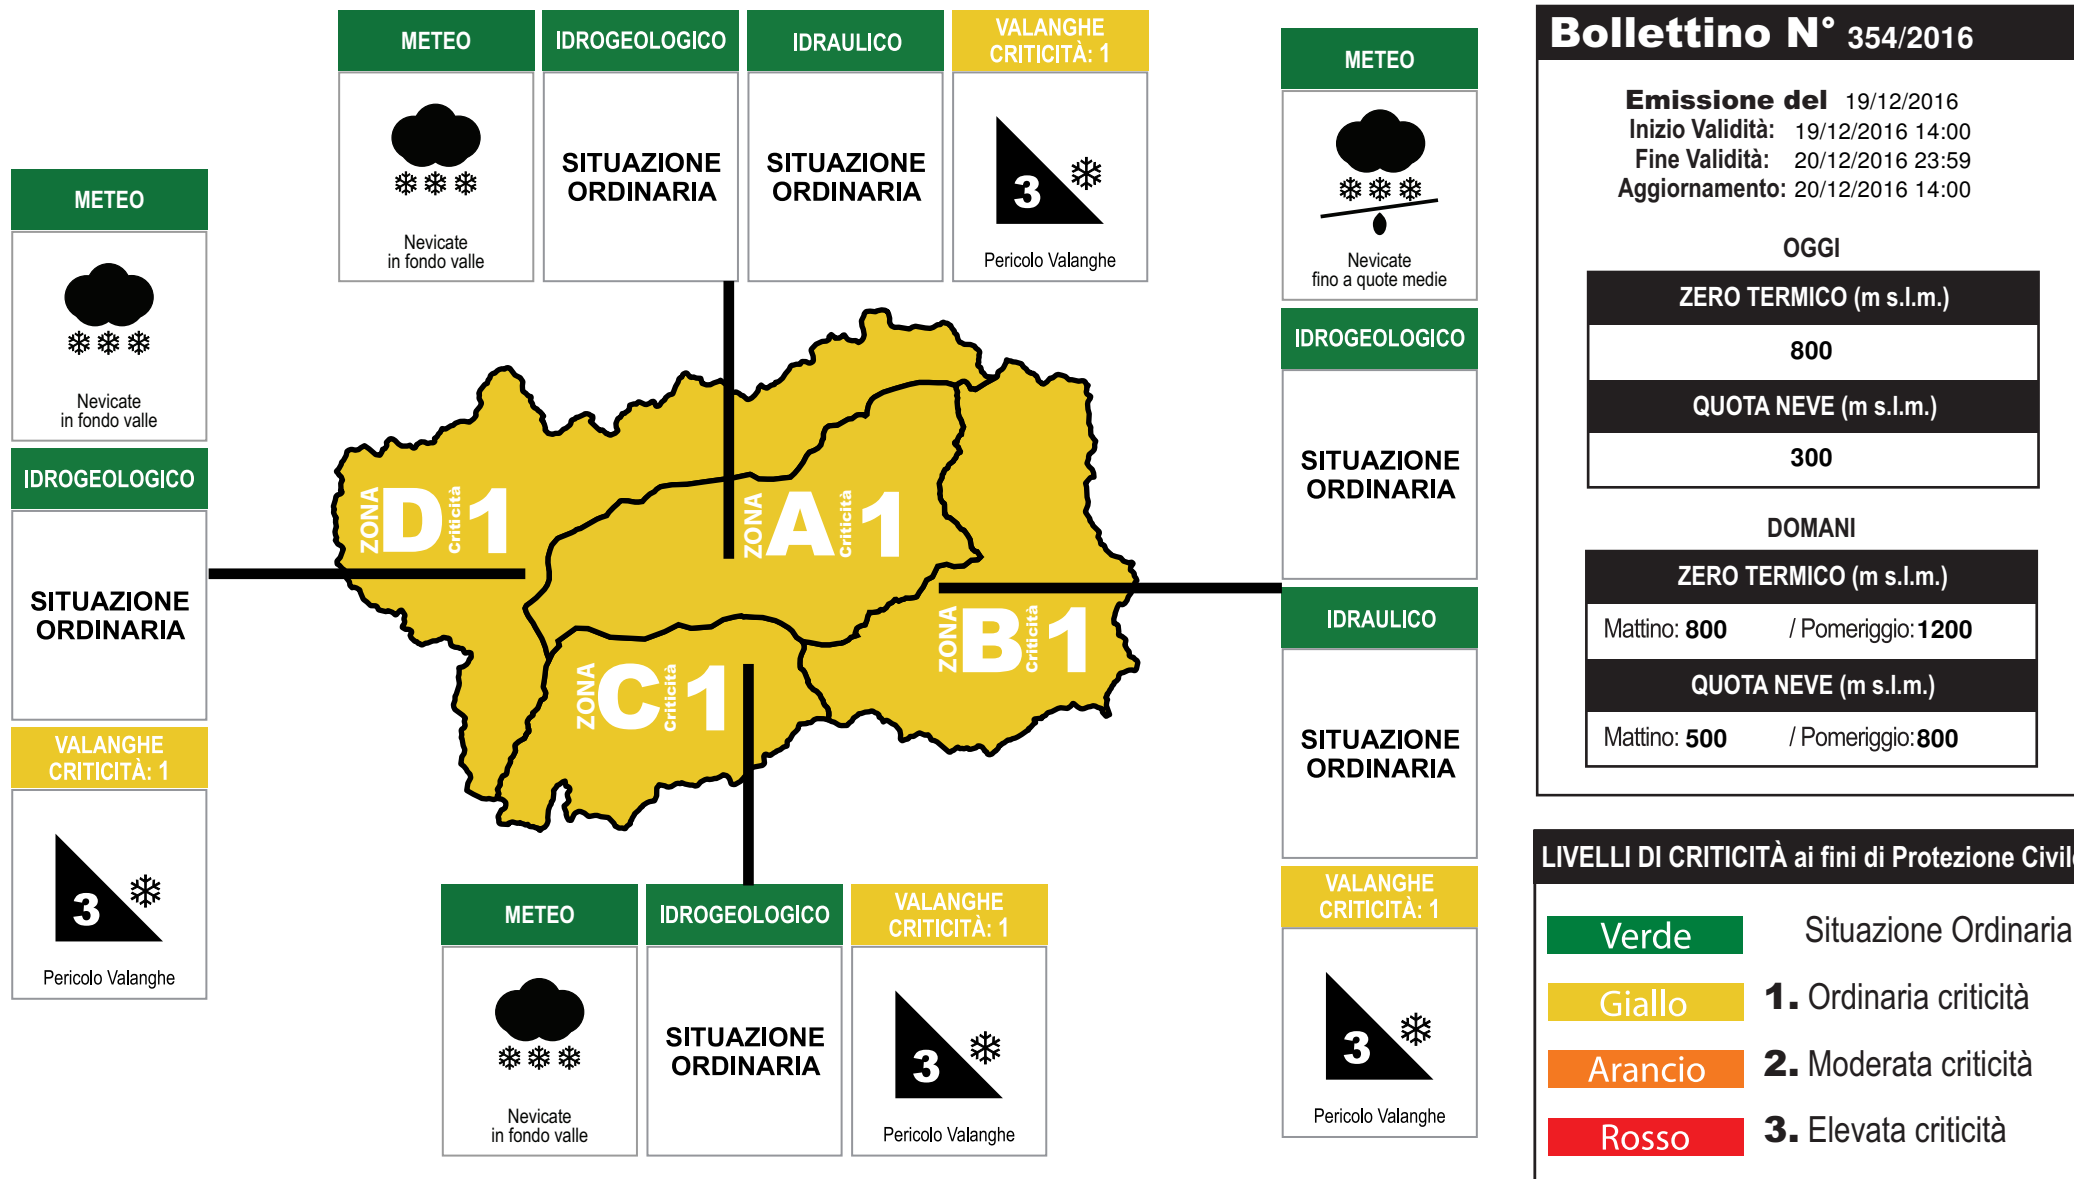 METEO
Nevicate
in fondo valle
IDROGEOLOGICO
SITUAZIONE
ORDINARIA
VALANGHE
CRITICITÀ: 1
3
Pericolo Valanghe
METEO
Nevicate
in fondo valle
IDROGEOLOGICO
SITUAZIONE
ORDINARIA
IDRAULICO
SITUAZIONE
ORDINARIA
VALANGHE
CRITICITÀ: 1
3
Pericolo Valanghe
ZONA D Criticità 1
ZONA A Criticità 1
ZONA B Criticità 1
ZONA C Criticità 1
METEO
Nevicate
in fondo valle
IDROGEOLOGICO
SITUAZIONE
ORDINARIA
VALANGHE
CRITICITÀ: 1
3
Pericolo Valanghe
METEO
Nevicate
fino a quote medie
IDROGEOLOGICO
SITUAZIONE
ORDINARIA
IDRAULICO
SITUAZIONE
ORDINARIA
VALANGHE
CRITICITÀ: 1
3
Pericolo Valanghe
Bollettino N° 354/2016
Emissione del 19/12/2016
Inizio Validità: 19/12/2016 14:00
Fine Validità: 20/12/2016 23:59
Aggiornamento: 20/12/2016 14:00
OGGI
ZERO TERMICO (m s.l.m.)
800
QUOTA NEVE (m s.l.m.)
300
DOMANI
ZERO TERMICO (m s.l.m.)
Mattino: 800 / Pomeriggio: 1200
QUOTA NEVE (m s.l.m.)
Mattino: 500 / Pomeriggio: 800
LIVELLI DI CRITICITÀ ai fini di Protezione Civile
Verde Situazione Ordinaria
Giallo 1. Ordinaria criticità
Arancio 2. Moderata criticità
Rosso 3. Elevata criticità